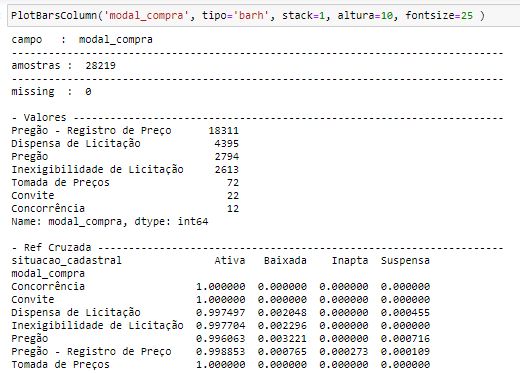 PlotBarsColumn('modal_compra', tipo='barh', stack=1, altura=10, fontsize=25 )
campo   :  modal_compra
---------------------------------------------------------------------------
amostras :  28219
---------------------------------------------------------------------------
missing  :  0

- Valores -----------------------------------------------------------------
Pregão - Registro de Preço      18311
Dispensa de Licitação            4395
Pregão                           2794
Inexigibilidade de Licitação     2613
Tomada de Preços                   72
Convite                            22
Concorrência                       12
Name: modal_compra, dtype: int64

- Ref Cruzada -------------------------------------------------------------
situacao_cadastral               Ativa   Baixada    Inapta  Suspensa
modal_compra
Concorrência                  1.000000  0.000000  0.000000  0.000000
Convite                       1.000000  0.000000  0.000000  0.000000
Dispensa de Licitação         0.997497  0.002048  0.000000  0.000455
Inexigibilidade de Licitação  0.997704  0.002296  0.000000  0.000000
Pregão                        0.996063  0.003221  0.000000  0.000716
Pregão - Registro de Preço    0.998853  0.000765  0.000273  0.000109
Tomada de Preços              1.000000  0.000000  0.000000  0.000000